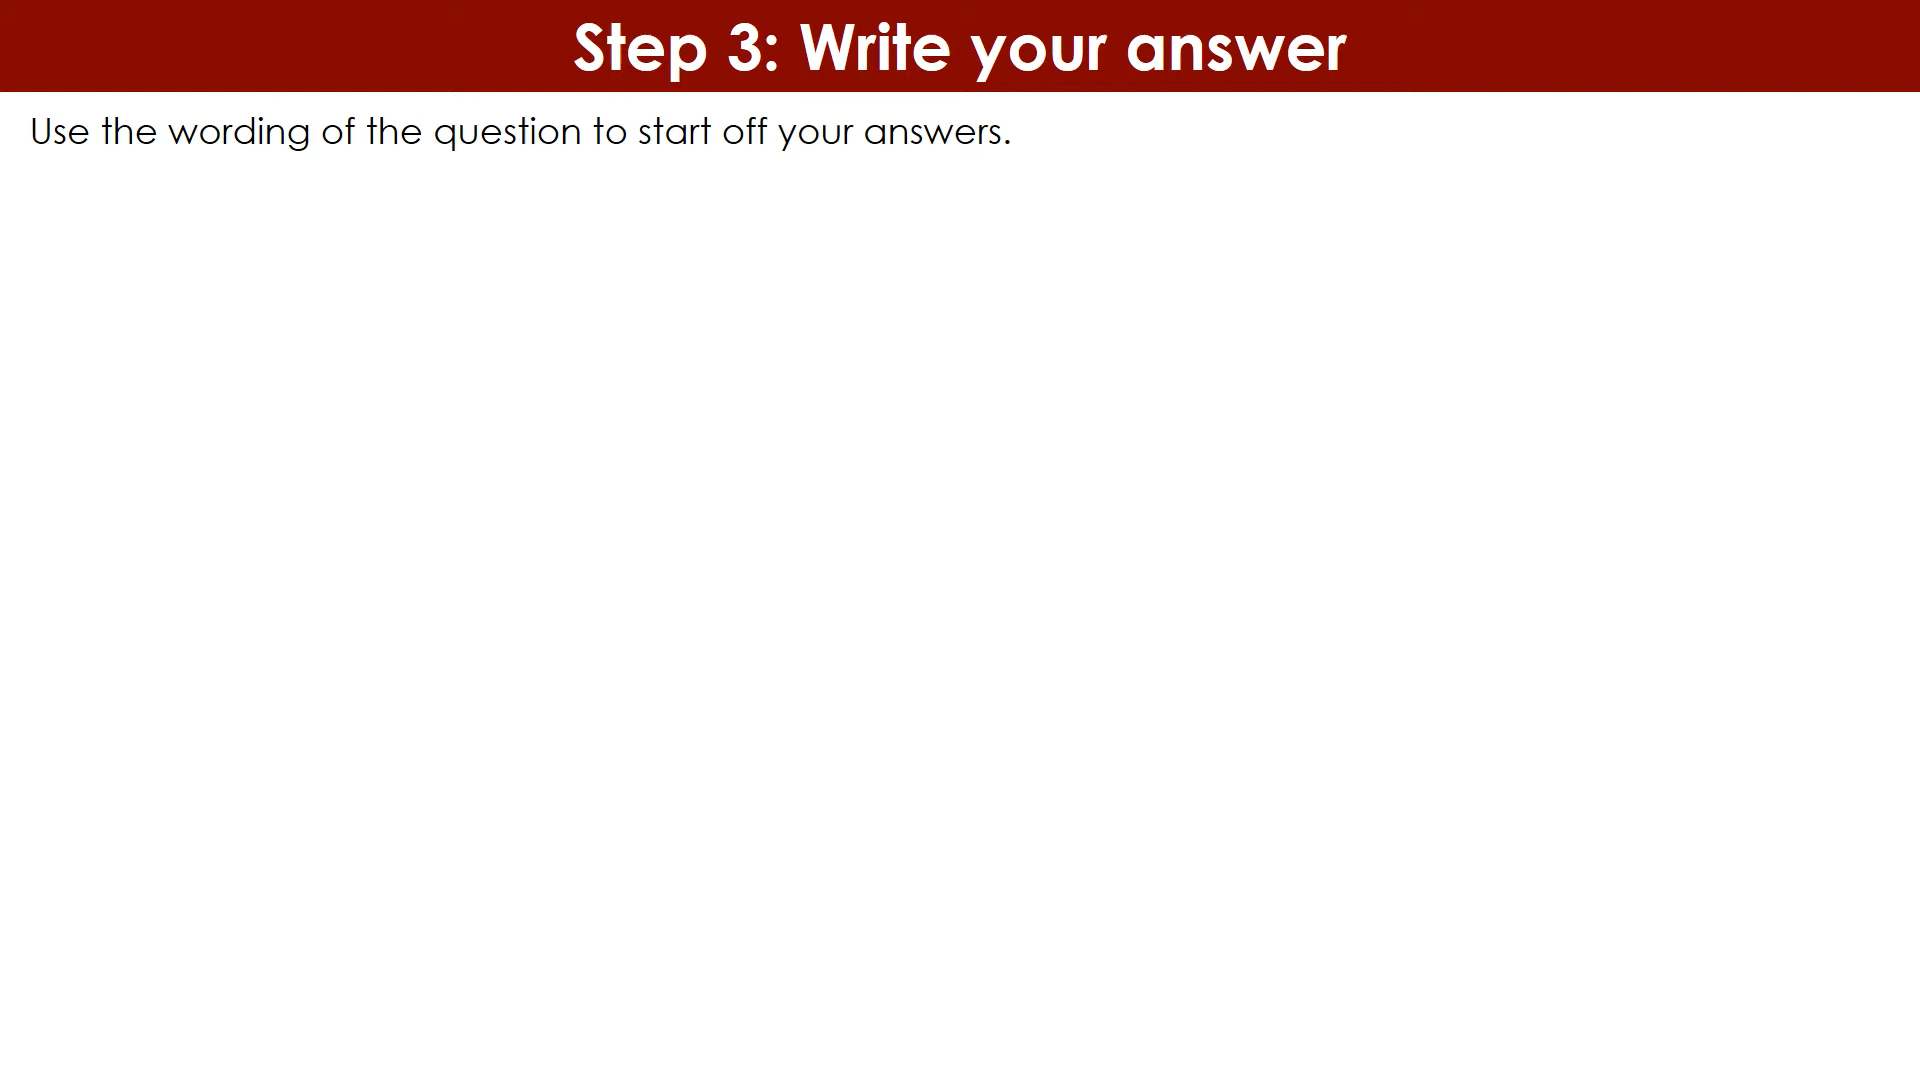 Step 3: Write your answer
Use the wording of the question to start off your answers.